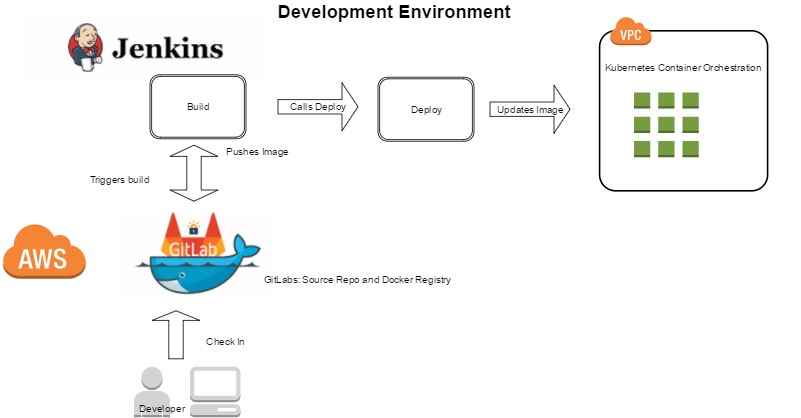 Development Environment
Jenkins
VPC
Kubernetes Container Orchestration
Build
Calls Deploy
Deploy
Updates Image
Pushes Image
Triggers build
GitLab
AWS
GitLabs: Source Repo and Docker Registry
Check In
Developer